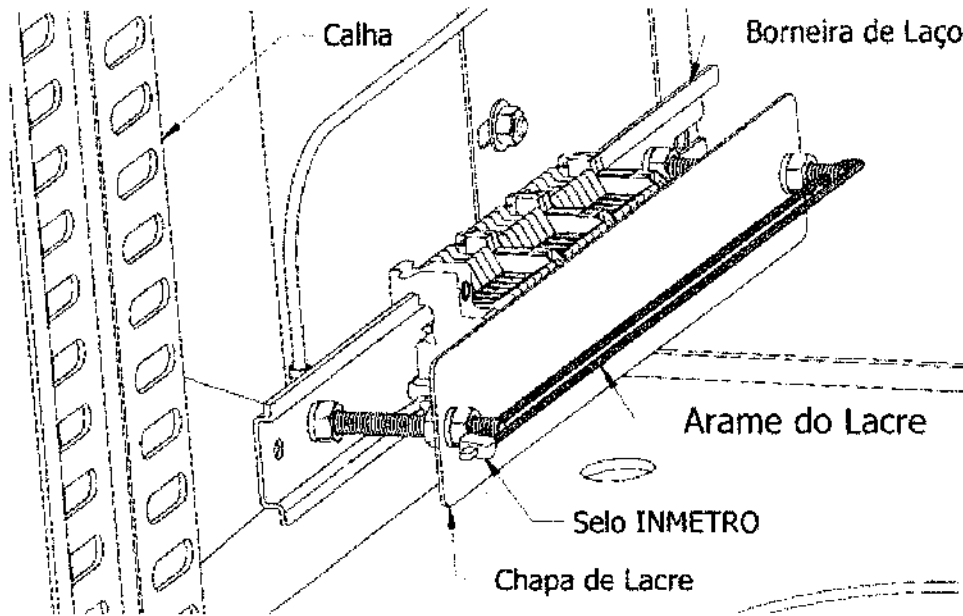 Calha
Borneira de Laço
Arame do Lacre
Selo INMETRO
Chapa de Lacre